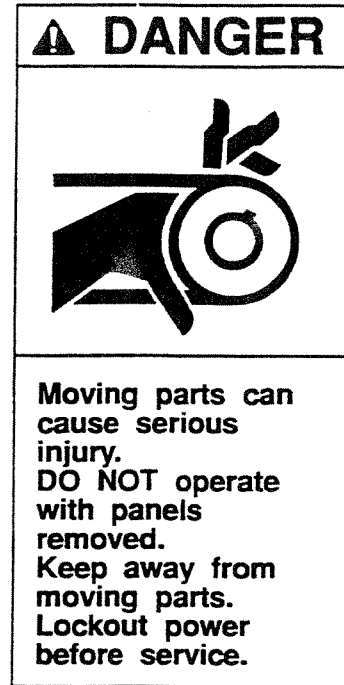 DANGER
Moving parts can
cause serious
injury.
DO NOT operate
with panels
removed.
Keep away from
moving parts.
Lockout power
before service.